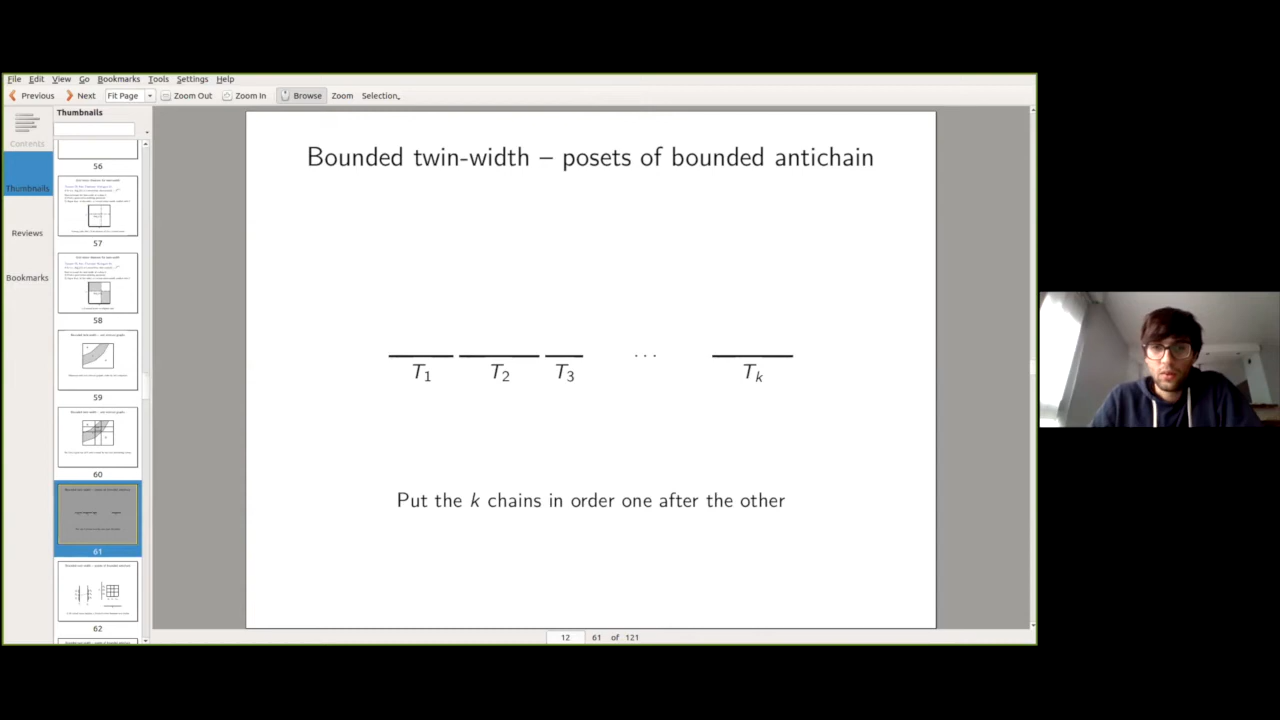 File Edit View Go Bookmarks Tools Settings Help
Previous Next Fit Page Zoom Out Zoom In Browse Zoom Selection
Thumbnails
Contents
Thumbnails
Reviews
Bookmarks
56
57
58
59
60
61
62
Bounded twin-width – posets of bounded antichain
T1 T2 T3 ··· Tk
Put the k chains in order one after the other
12 61 of 121